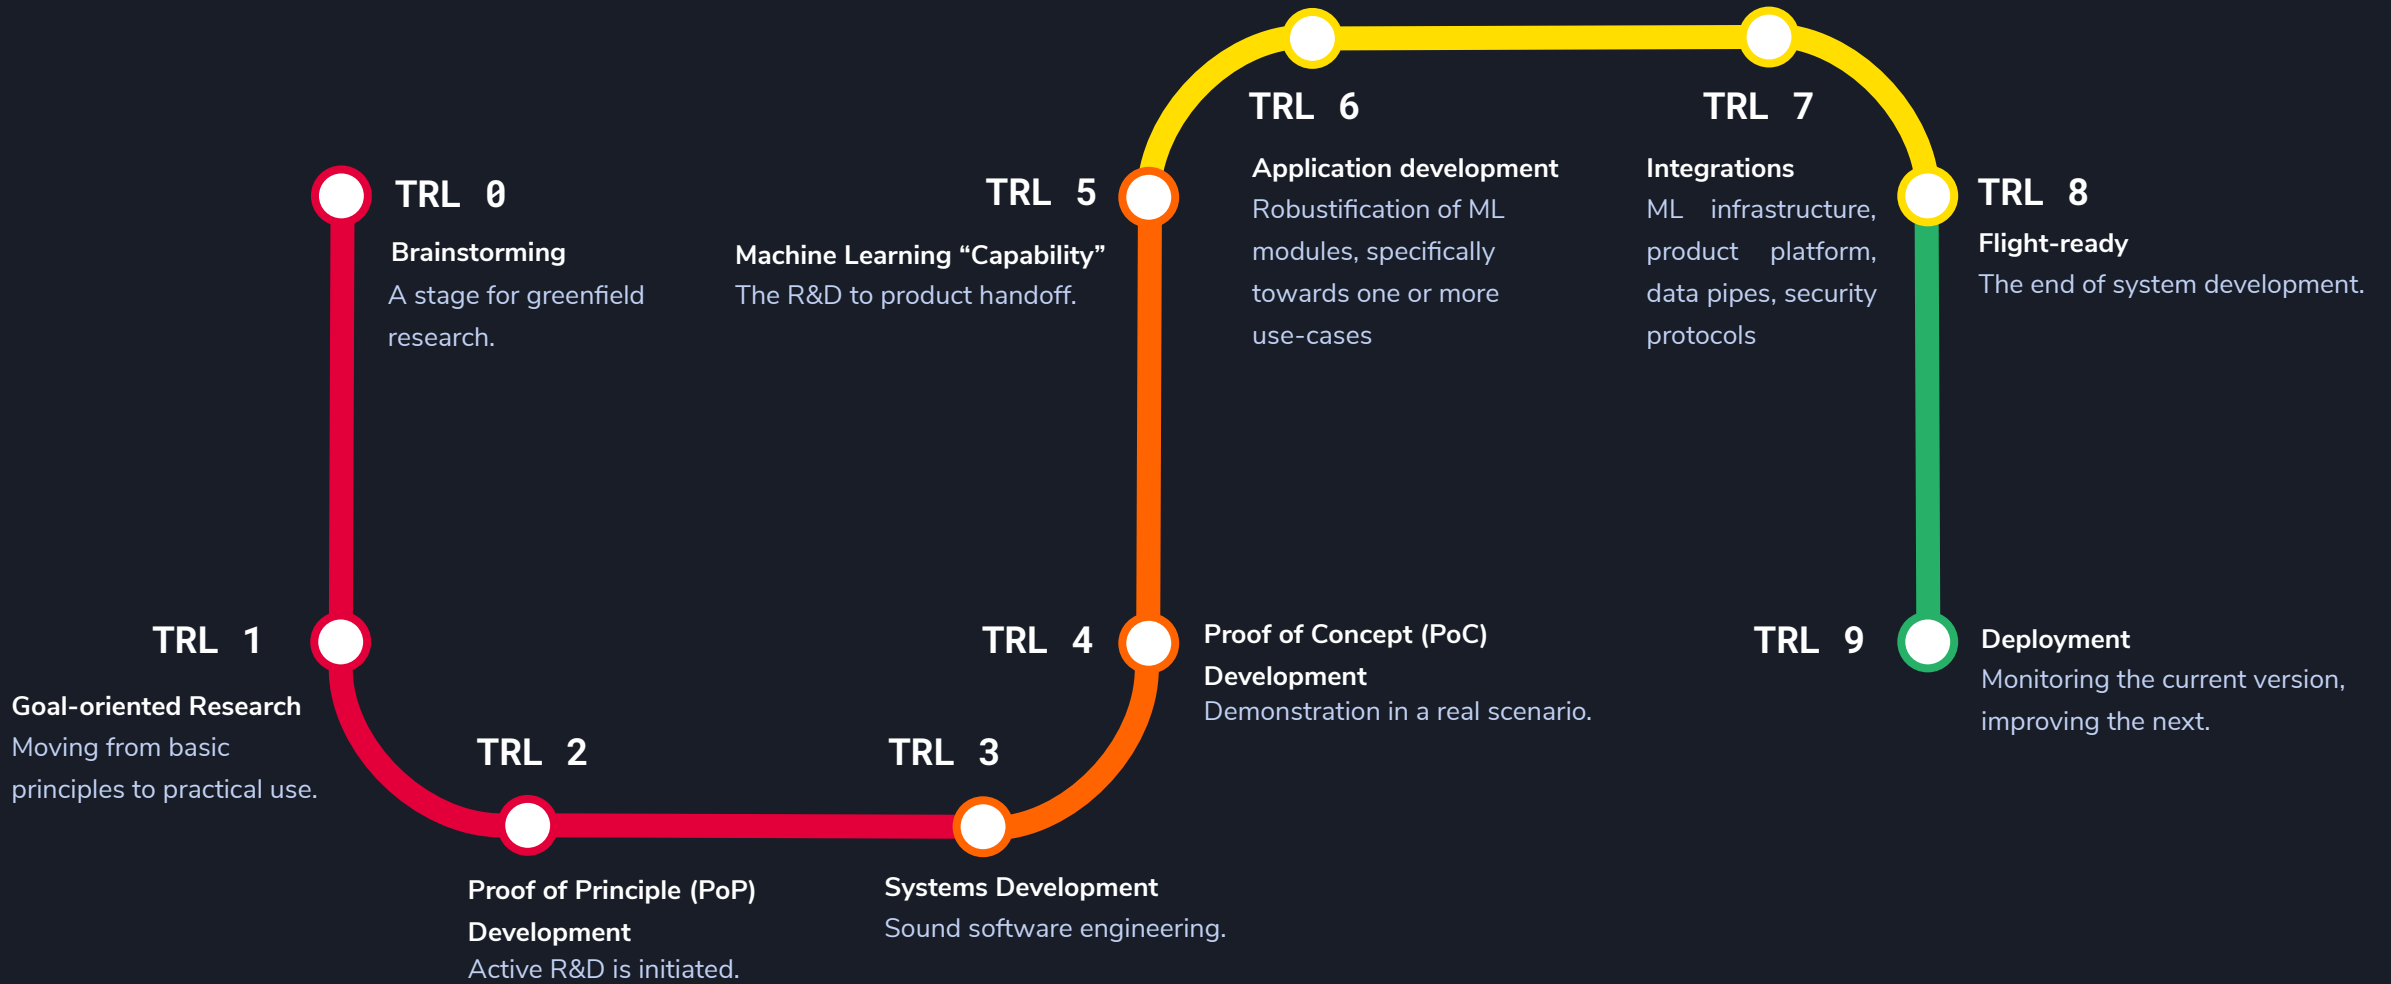 TRL 0
Brainstorming
A stage for greenfield
research.
TRL 1
Goal-oriented Research
Moving from basic
principles to practical use.
TRL 2
Proof of Principle (PoP)
Development
Active R&D is initiated.
TRL 3
Systems Development
Sound software engineering.
TRL 4
Proof of Concept (PoC)
Development
Demonstration in a real scenario.
TRL 5
Machine Learning “Capability”
The R&D to product handoff.
TRL 6
Application development
Robustification of ML
modules, specifically
towards one or more
use-cases
TRL 7
Integrations
ML infrastructure,
product platform,
data pipes, security
protocols
TRL 8
Flight-ready
The end of system development.
TRL 9
Deployment
Monitoring the current version,
improving the next.